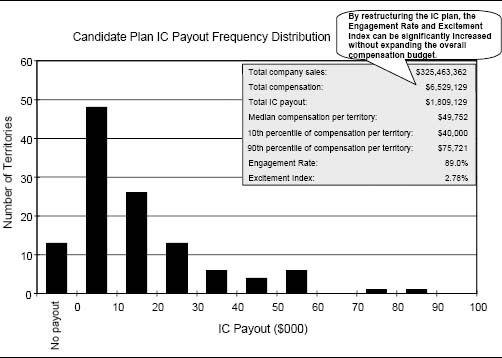 By restructuring the IC plan, the
Engagement Rate and Excitement
Index can be significantly increased
without expanding the overall
compensation budget.
Candidate Plan IC Payout Frequency Distribution
Total company sales: $325,463,362
Total compensation: $6,529,129
Total IC payout: $1,809,129
Median compensation per territory: $49,752
10th percentile of compensation per territory: $40,000
90th percentile of compensation per territory: $75,721
Engagement Rate: 89.0%
Excitement Index: 2.78%
Number of Territories
60
50
40
30
20
10
0
No payout
0 10 20 30 40 50 60 70 80 90 100
IC Payout ($000)